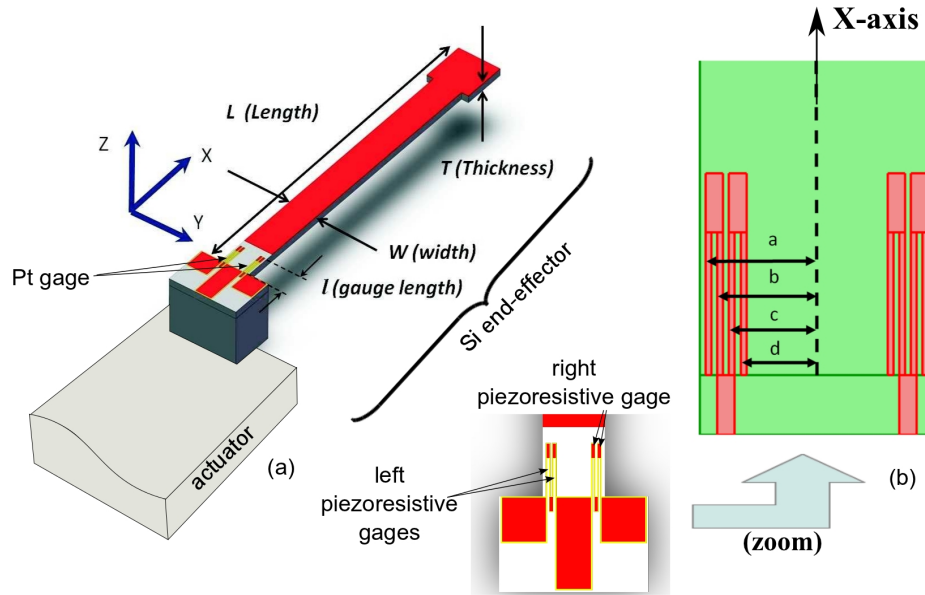 L (Length)
Z
X
Y
T (Thickness)
W (width)
Pt gage
l (gauge length)
Si end-effector
actuator
(a)
right
piezoresistive gage
left
piezoresistive
gages
X-axis
a
b
c
d
(b)
(zoom)